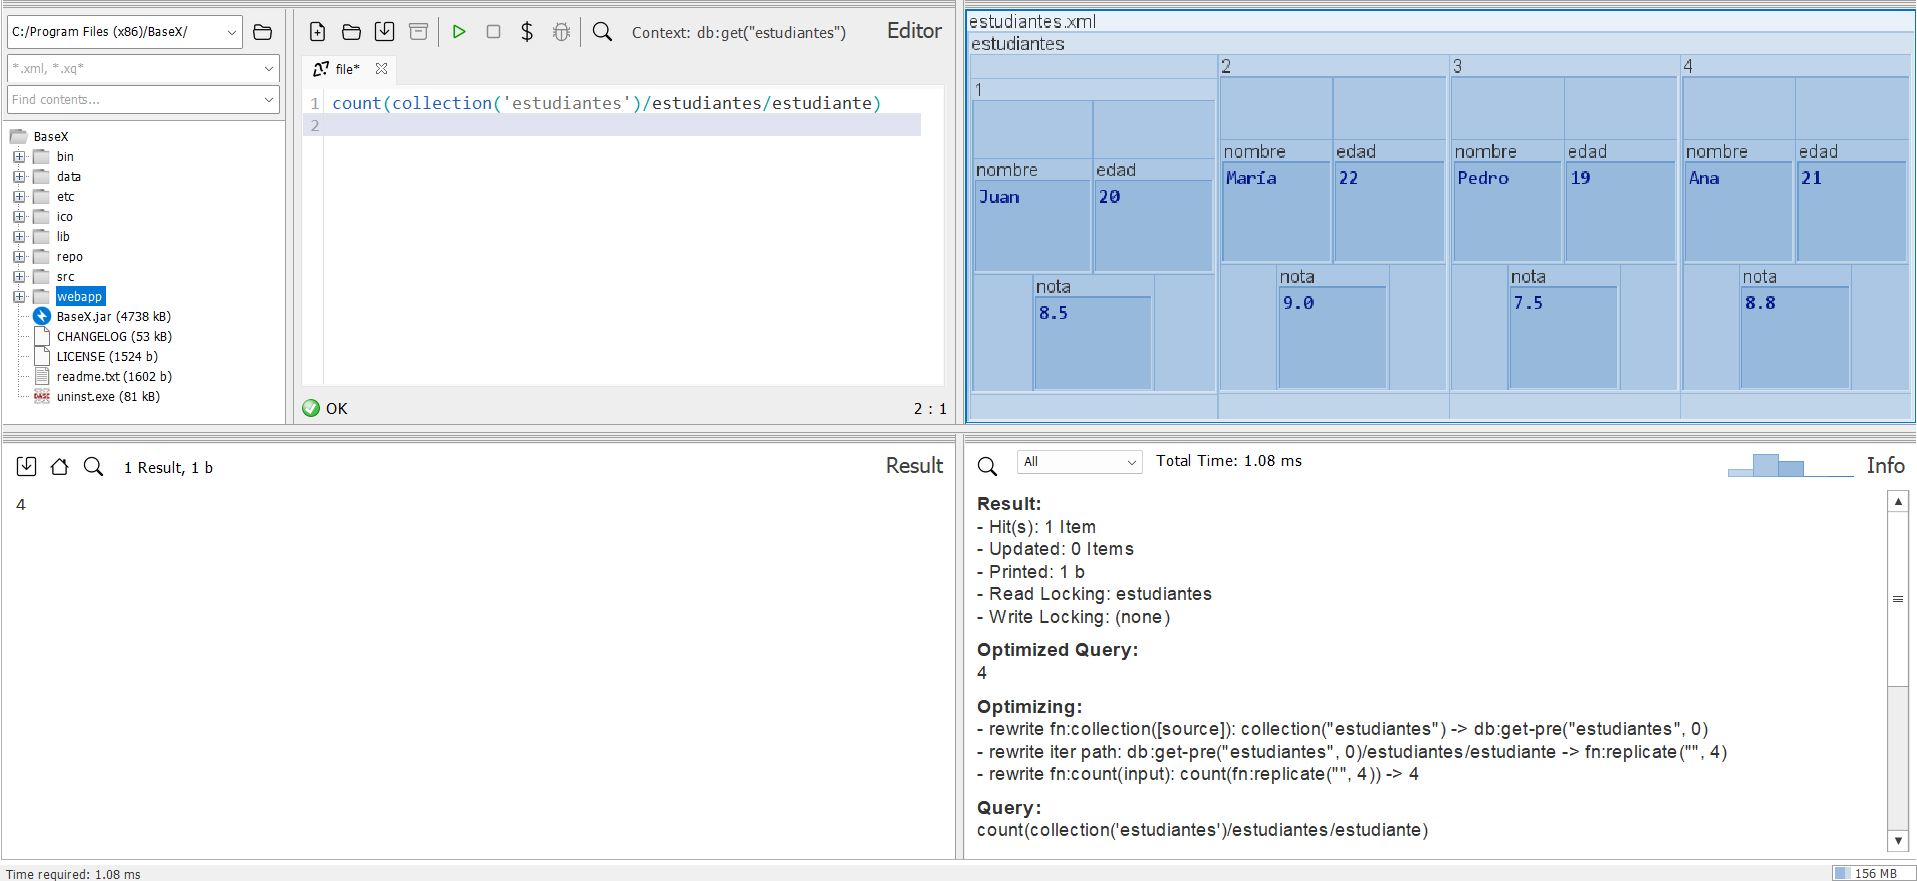 C:/Program Files (x86)/BaseX/
*.xml, *.xq*
Find contents...
BaseX
bin
data
etc
ico
lib
repo
src
webapp
BaseX.jar (4738 kB)
CHANGELOG (53 kB)
LICENSE (1524 b)
readme.txt (1602 b)
uninst.exe (81 kB)
Context: db:get("estudiantes")
Editor
file*
1 count(collection('estudiantes')/estudiantes/estudiante)
2
OK
2 : 1
estudiantes.xml
estudiantes
1
1
nombre
Juan
edad
20
nota
8.5
2
nombre
María
edad
22
nota
9.0
3
nombre
Pedro
edad
19
nota
7.5
4
nombre
Ana
edad
21
nota
8.8
1 Result, 1 b
Result
4
All
Total Time: 1.08 ms
Info
Result:
- Hit(s): 1 Item
- Updated: 0 Items
- Printed: 1 b
- Read Locking: estudiantes
- Write Locking: (none)
Optimized Query:
4
Optimizing:
- rewrite fn:collection([source]): collection("estudiantes") -> db:get-pre("estudiantes", 0)
- rewrite iter path: db:get-pre("estudiantes", 0)/estudiantes/estudiante -> fn:replicate("", 4)
- rewrite fn:count(input): count(fn:replicate("", 4)) -> 4
Query:
count(collection('estudiantes')/estudiantes/estudiante)
Time required: 1.08 ms
156 MB